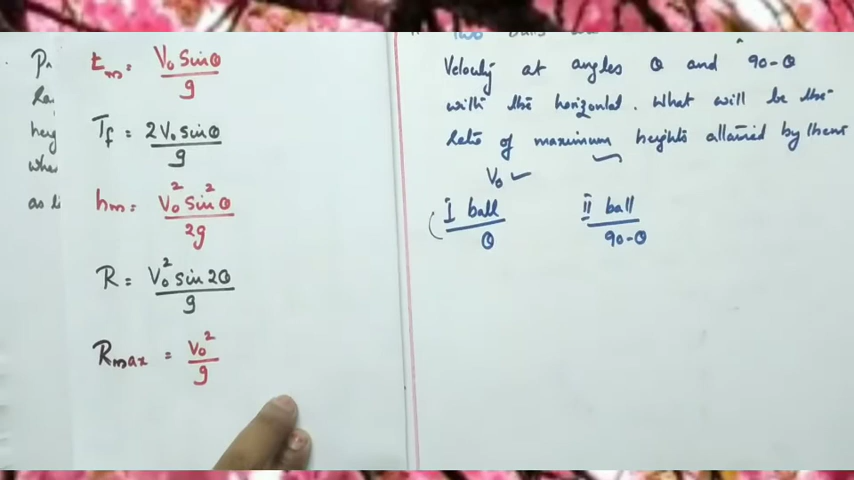 tm = V₀ Sinθ / g
Tf = 2V₀ sinθ / g
hm = V₀² Sin²θ / 2g
R = V₀² Sin 2θ / g
Rmax = V₀² / g
Two balls
Velocity at angles θ and 90-θ
with the horizontal. What will be the
Ratio of maximum heights attained by them
V₀ ✓
I ball II ball
θ 90-θ